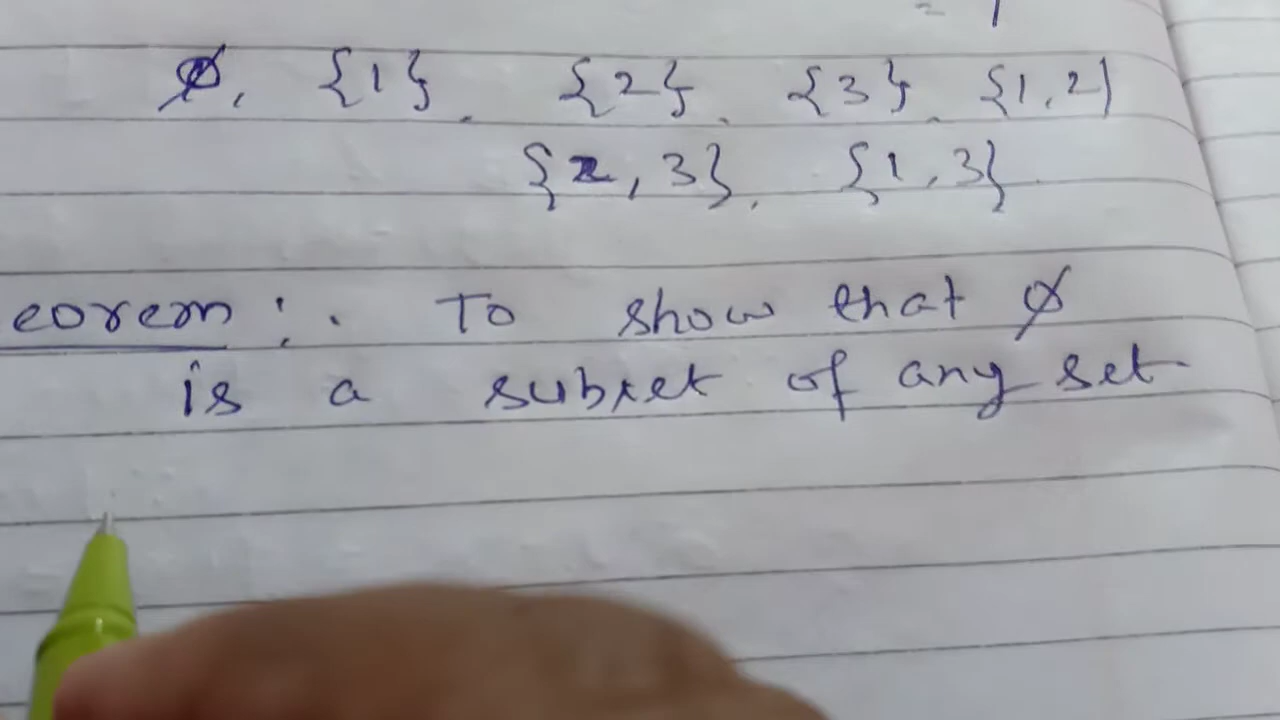 ∅, {1}, {2}, {3}, {1,2}
{2,3}, {1,3}
eorem :. To show that ∅
is a subset of any set